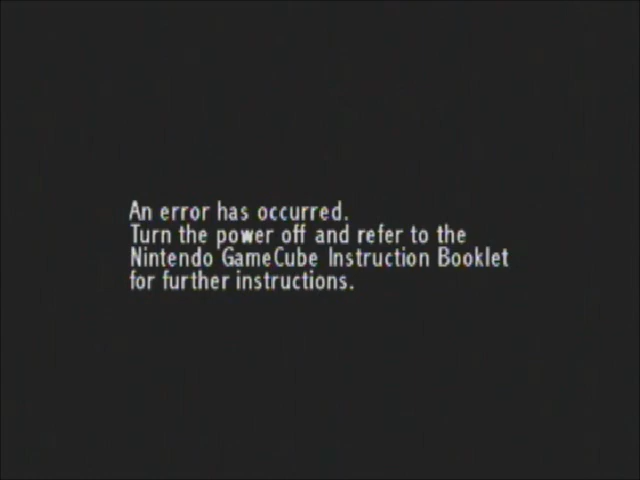 An error has occurred.
Turn the power off and refer to the
Nintendo GameCube Instruction Booklet
for further instructions.